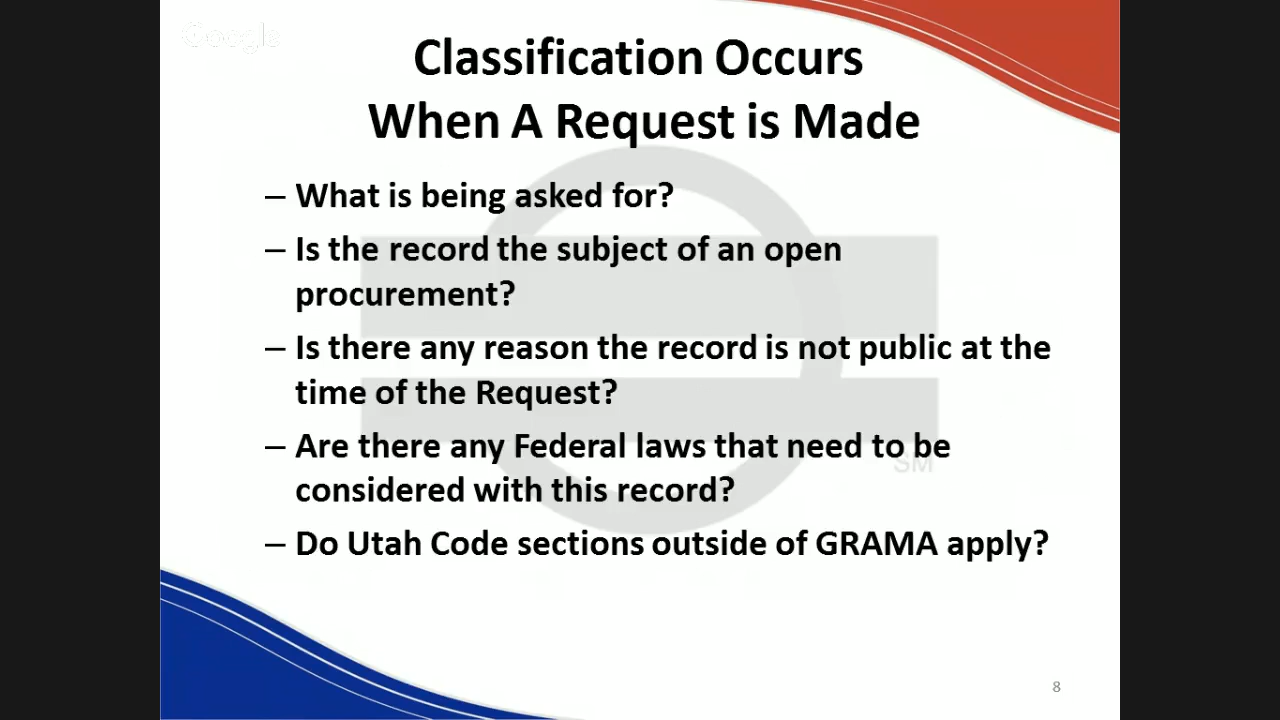 Google
Classification Occurs
When A Request is Made
– What is being asked for?
– Is the record the subject of an open
procurement?
– Is there any reason the record is not public at the
time of the Request?
– Are there any Federal laws that need to be
considered with this record?
SM
– Do Utah Code sections outside of GRAMA apply?
8